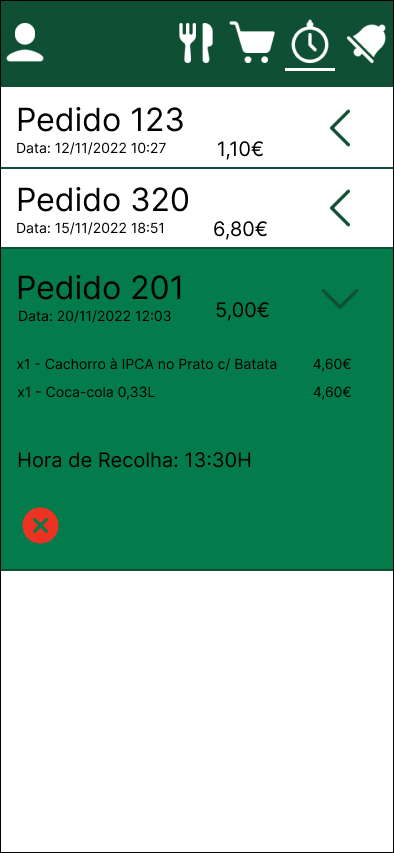 Pedido 123
Data: 12/11/2022 10:27 1,10€
Pedido 320
Data: 15/11/2022 18:51 6,80€
Pedido 201
Data: 20/11/2022 12:03 5,00€
x1 - Cachorro à IPCA no Prato c/ Batata 4,60€
x1 - Coca-cola 0,33L 4,60€
Hora de Recolha: 13:30H